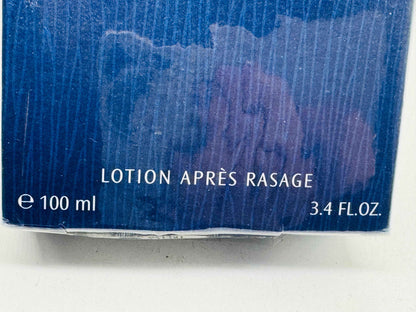 LOTION APRÈS RASAGE
℮ 100 ml 3.4 FL.OZ.